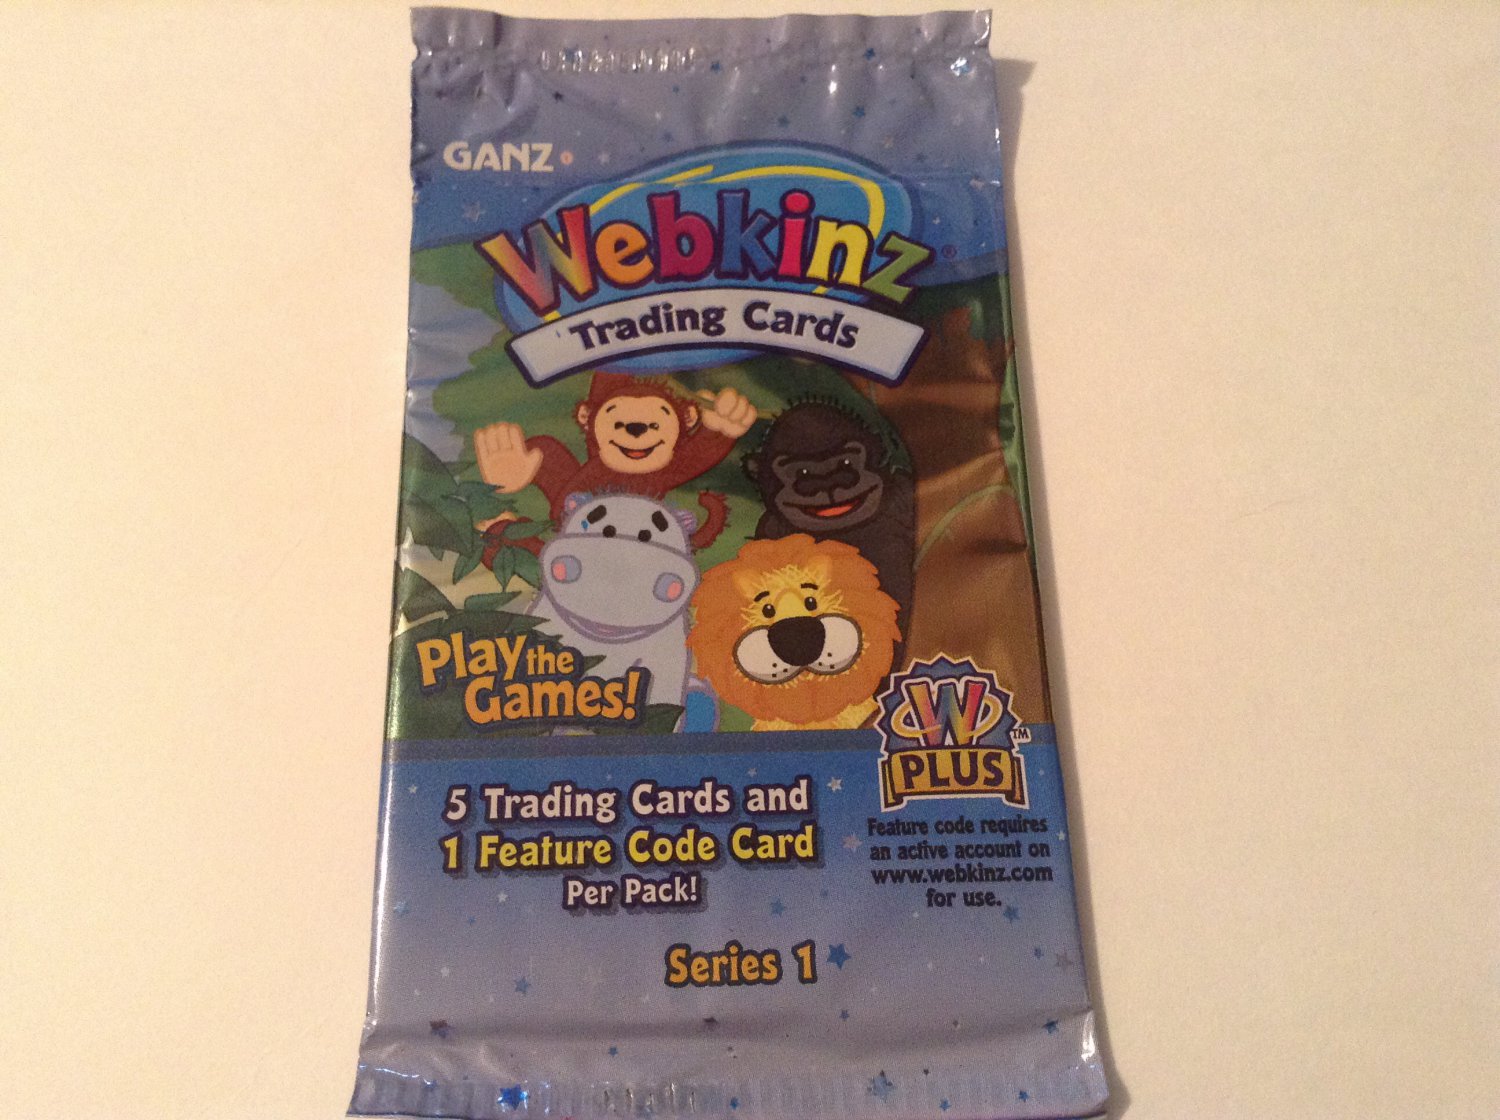 GANZ
Webkinz®
Trading Cards
Play the
Games!
W
PLUS™
5 Trading Cards and
1 Feature Code Card
Per Pack!
Feature code requires
an active account on
www.webkinz.com
for use.
Series 1